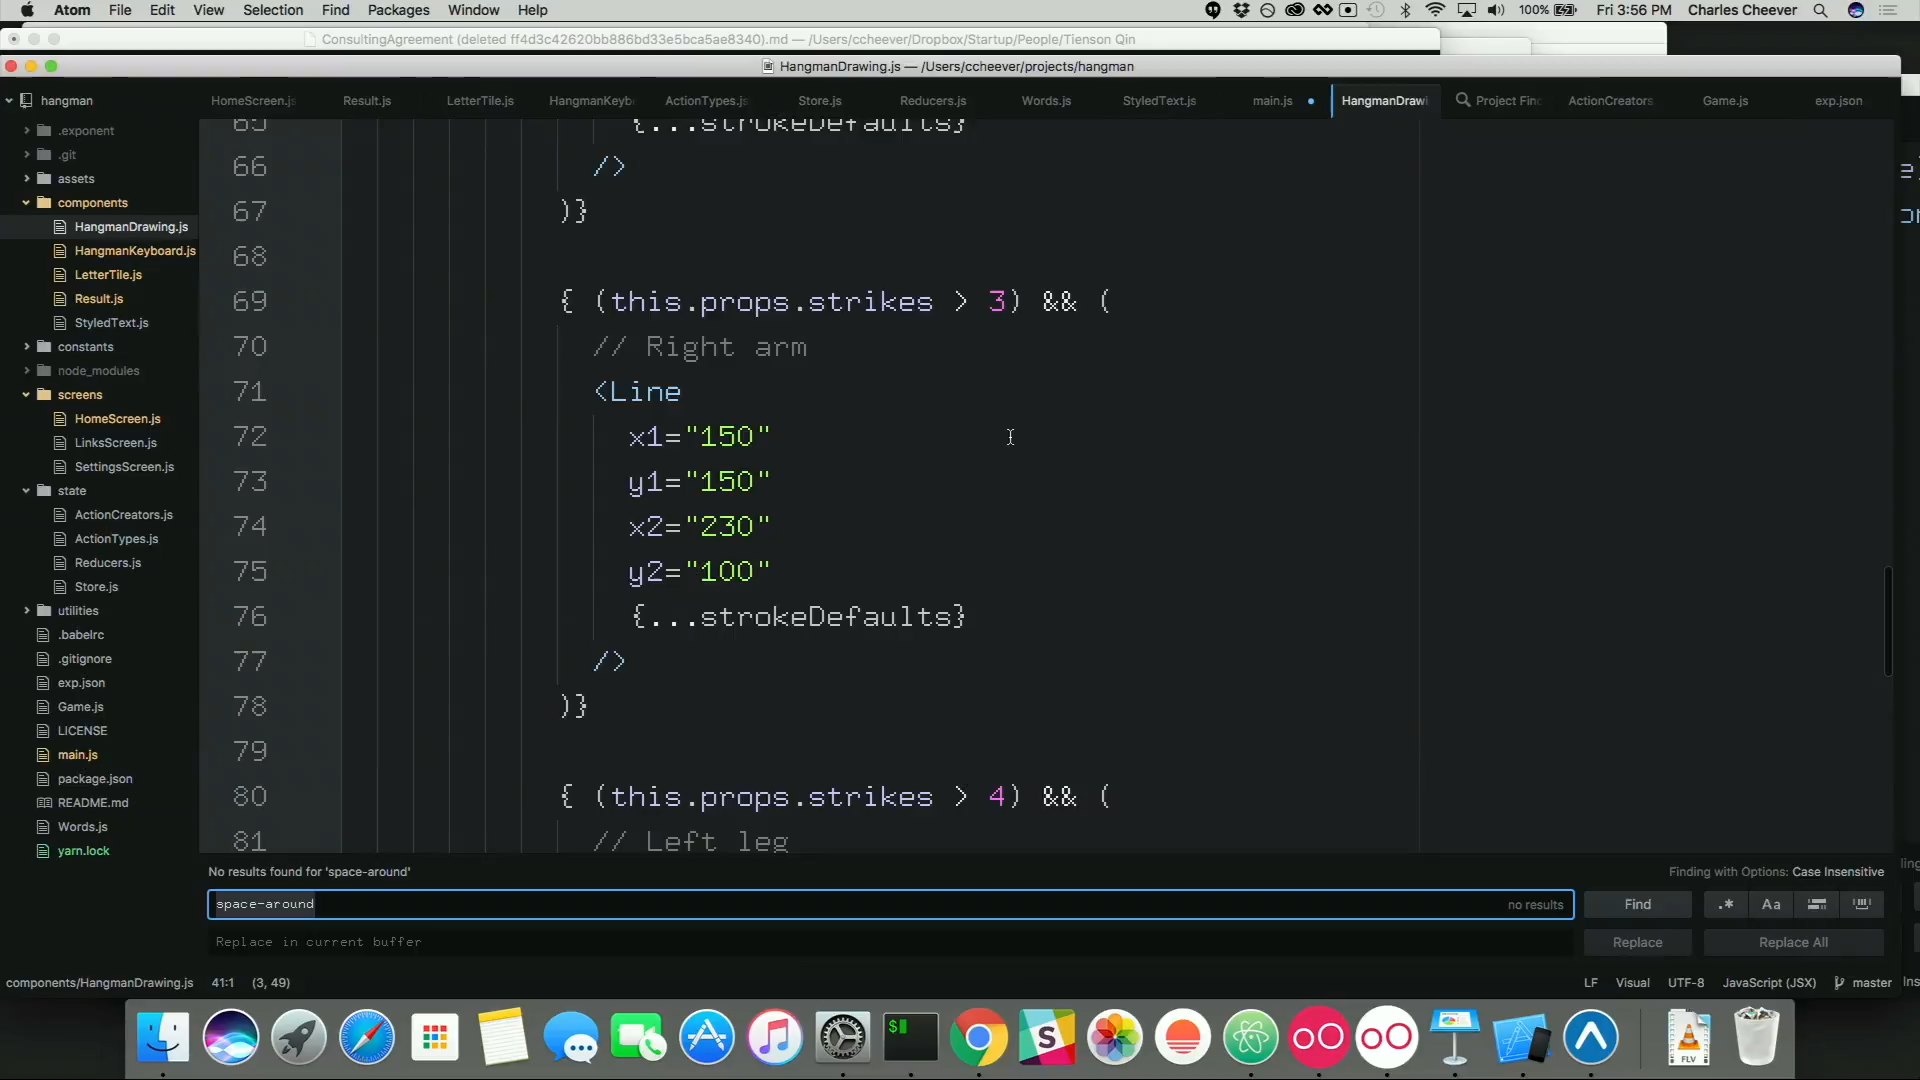 Atom File Edit View Selection Find Packages Window Help 100% Fri 3:56 PM Charles Cheever
ConsultingAgreement (deleted ff4d3c42620bb886bd33e5bca5ae8340).md — /Users/ccheever/Dropbox/Startup/People/Tienson Qin
HangmanDrawing.js — /Users/ccheever/projects/hangman
hangman
HomeScreen.js Result.js LetterTile.js HangmanKeyb ActionTypes.js Store.js Reducers.js Words.js StyledText.js main.js HangmanDrawi Project Fin ActionCreators Game.js exp.json
.exponent
.git
assets
components
HangmanDrawing.js
HangmanKeyboard.js
LetterTile.js
Result.js
StyledText.js
constants
node_modules
screens
HomeScreen.js
LinksScreen.js
SettingsScreen.js
state
ActionCreators.js
ActionTypes.js
Reducers.js
Store.js
utilities
.babelrc
.gitignore
exp.json
Game.js
LICENSE
main.js
package.json
README.md
Words.js
yarn.lock
65 {...strokeDefaults}
66 />
67 )}
68
69 { (this.props.strikes > 3) && (
70 // Right arm
71 <Line
72 x1="150"
73 y1="150"
74 x2="230"
75 y2="100"
76 {...strokeDefaults}
77 />
78 )}
79
80 { (this.props.strikes > 4) && (
81 // Left leg
No results found for 'space-around' Finding with Options: Case Insensitive
space-around no results Find .* Aa
Replace in current buffer Replace Replace All
components/HangmanDrawing.js 41:1 (3, 49) LF Visual UTF-8 JavaScript (JSX) master
$
S
FLV